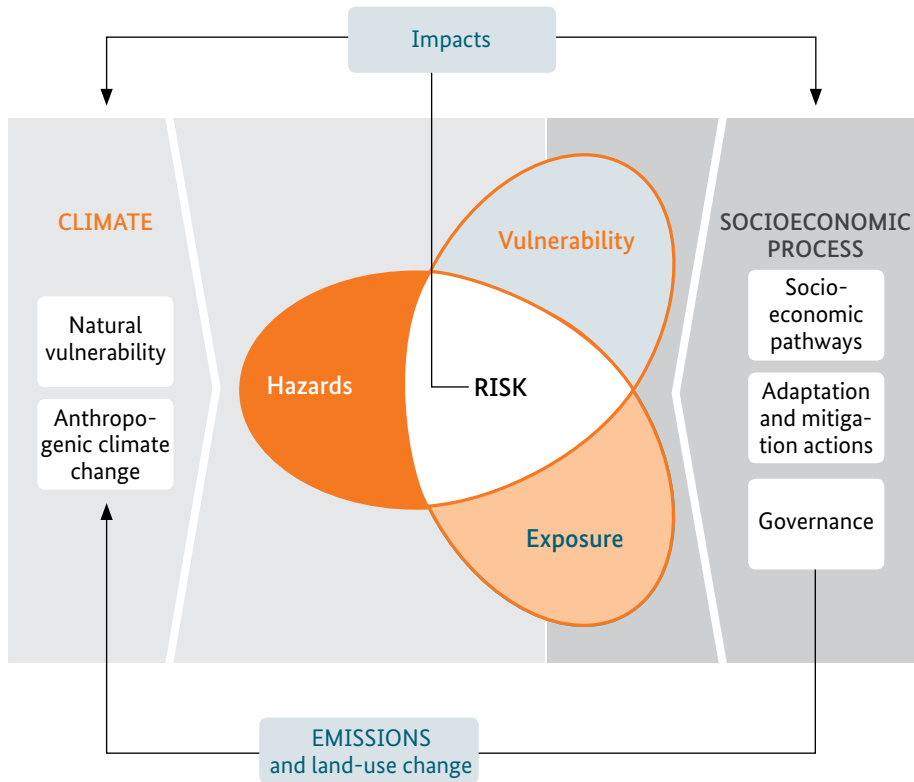 Impacts
CLIMATE
Natural
vulnerability
Anthropo-
genic climate
change
Hazards
RISK
Vulnerability
Exposure
SOCIOECONOMIC
PROCESS
Socio-
economic
pathways
Adaptation
and mitiga-
tion actions
Governance
EMISSIONS
and land-use change